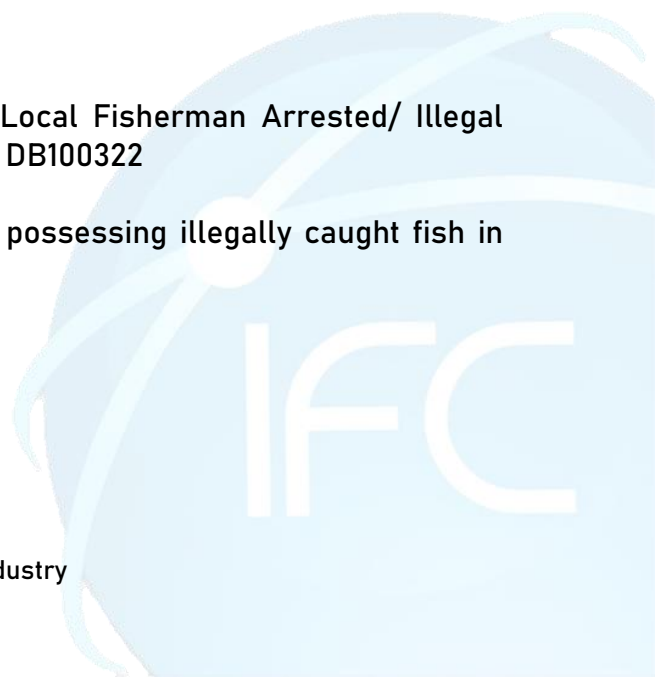 Local Fisherman Arrested/ Illegal
DB100322
possessing illegally caught fish in
IFC
dustry